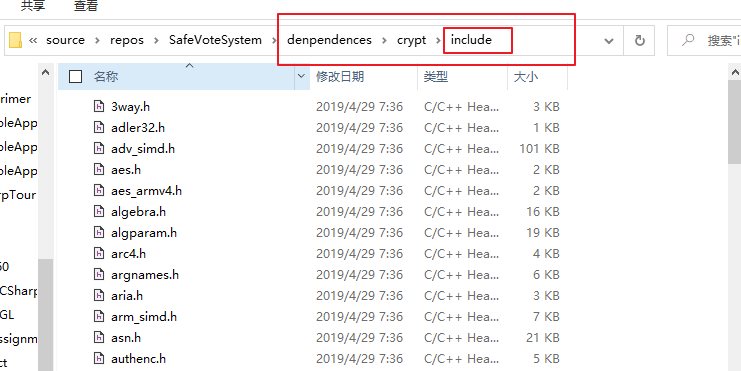 共享 查看
« source › repos › SafeVoteSystem › denpendences › crypt › include 搜索"i
名称 修改日期 类型 大小
3way.h 2019/4/29 7:36 C/C++ Hea... 3 KB
rimer
adler32.h 2019/4/29 7:36 C/C++ Hea... 1 KB
bleApp
adv_simd.h 2019/4/29 7:36 C/C++ Hea... 101 KB
bleApp
aes.h 2019/4/29 7:36 C/C++ Hea... 2 KB
bleApp
aes_armv4.h 2019/4/29 7:36 C/C++ Hea... 2 KB
rpTour
algebra.h 2019/4/29 7:36 C/C++ Hea... 16 KB
algparam.h 2019/4/29 7:36 C/C++ Hea... 19 KB
arc4.h 2019/4/29 7:36 C/C++ Hea... 4 KB
60
argnames.h 2019/4/29 7:36 C/C++ Hea... 6 KB
CSharp
aria.h 2019/4/29 7:36 C/C++ Hea... 3 KB
GL
arm_simd.h 2019/4/29 7:36 C/C++ Hea... 7 KB
ssignm
asn.h 2019/4/29 7:36 C/C++ Hea... 21 KB
ct
authenc.h 2019/4/29 7:36 C/C++ Hea... 5 KB